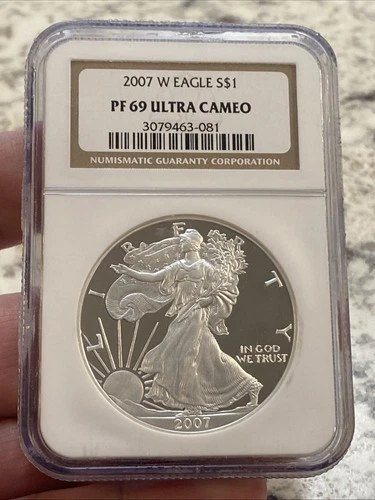 2007 W EAGLE S$1
PF 69 ULTRA CAMEO
3079463-081
NUMISMATIC GUARANTY CORPORATION
LIBERTY
IN GOD
WE TRUST
2007